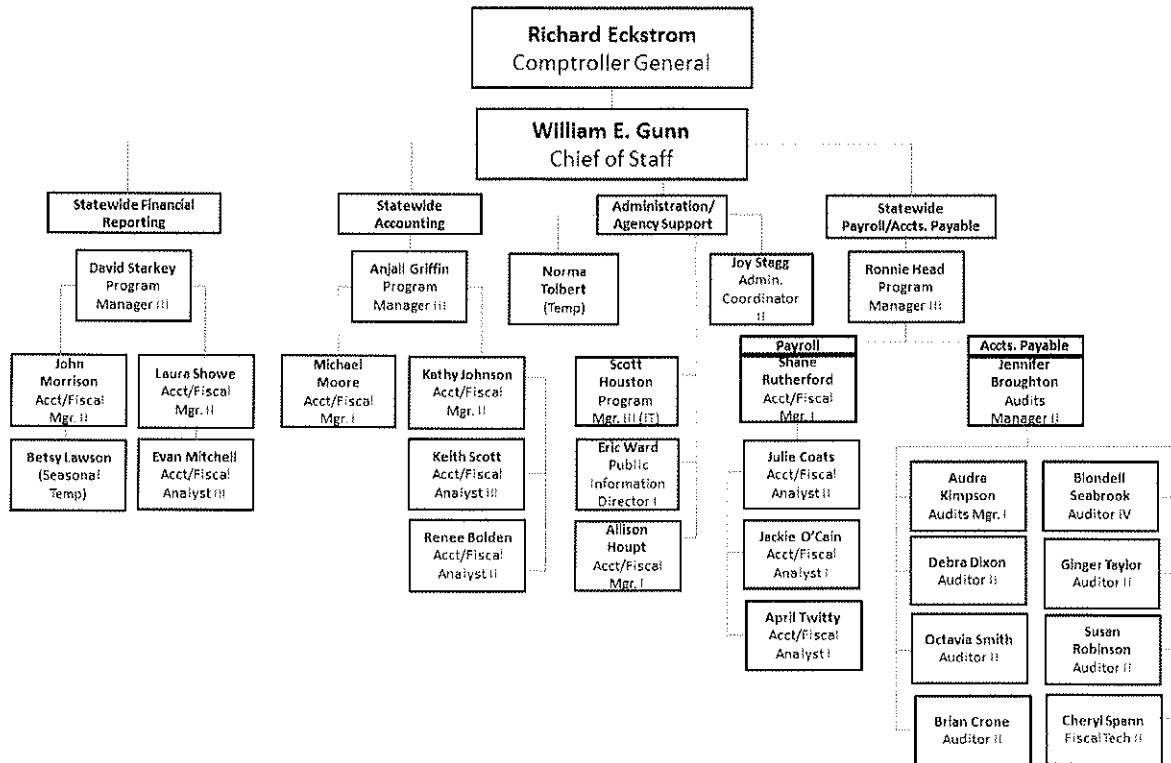 Richard Eckstrom
Comptroller General
William E. Gunn
Chief of Staff
Statewide Financial
Reporting
David Starkey
Program
Manager III
John
Morrison
Acct/Fiscal
Mgr. II
Laura Showe
Acct/Fiscal
Mgr. II
Betsy Lawson
(Seasonal
Temp)
Evan Mitchell
Acct/Fiscal
Analyst III
Statewide
Accounting
Anjali Griffin
Program
Manager III
Michael
Moore
Acct/Fiscal
Mgr. I
Kathy Johnson
Acct/Fiscal
Mgr. II
Keith Scott
Acct/Fiscal
Analyst III
Renee Bolden
Acct/Fiscal
Analyst II
Administration/
Agency Support
Norma
Tolbert
(Temp)
Joy Stagg
Admin.
Coordinator
II
Scott
Houston
Program
Mgr. III (IT)
Eric Ward
Public
Information
Director I
Allison
Houpt
Acct/Fiscal
Mgr. I
Statewide
Payroll/Accts. Payable
Ronnie Head
Program
Manager III
Payroll
Shane
Rutherford
Acct/Fiscal
Mgr. I
Julie Coats
Acct/Fiscal
Analyst II
Jackie O'Cain
Acct/Fiscal
Analyst I
April Twitty
Acct/Fiscal
Analyst I
Accts. Payable
Jennifer
Broughton
Audits
Manager II
Audra
Kimpson
Audits Mgr. I
Blondell
Seabrook
Auditor IV
Debra Dixon
Auditor II
Ginger Taylor
Auditor II
Octavia Smith
Auditor II
Susan
Robinson
Auditor II
Brian Crone
Auditor II
Cheryl Spann
Fiscal Tech II